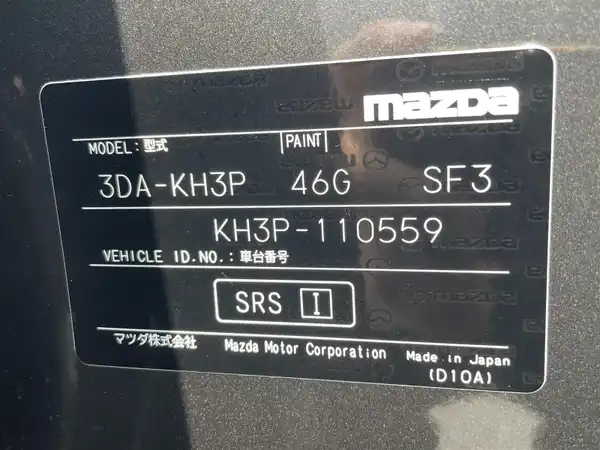 mazda
MODEL:型式 PAINT
3DA-KH3P 46G SF3
KH3P-110559
VEHICLE ID.NO.:車台番号
SRS I
マツダ株式会社 Mazda Motor Corporation Made in Japan
(D10A)